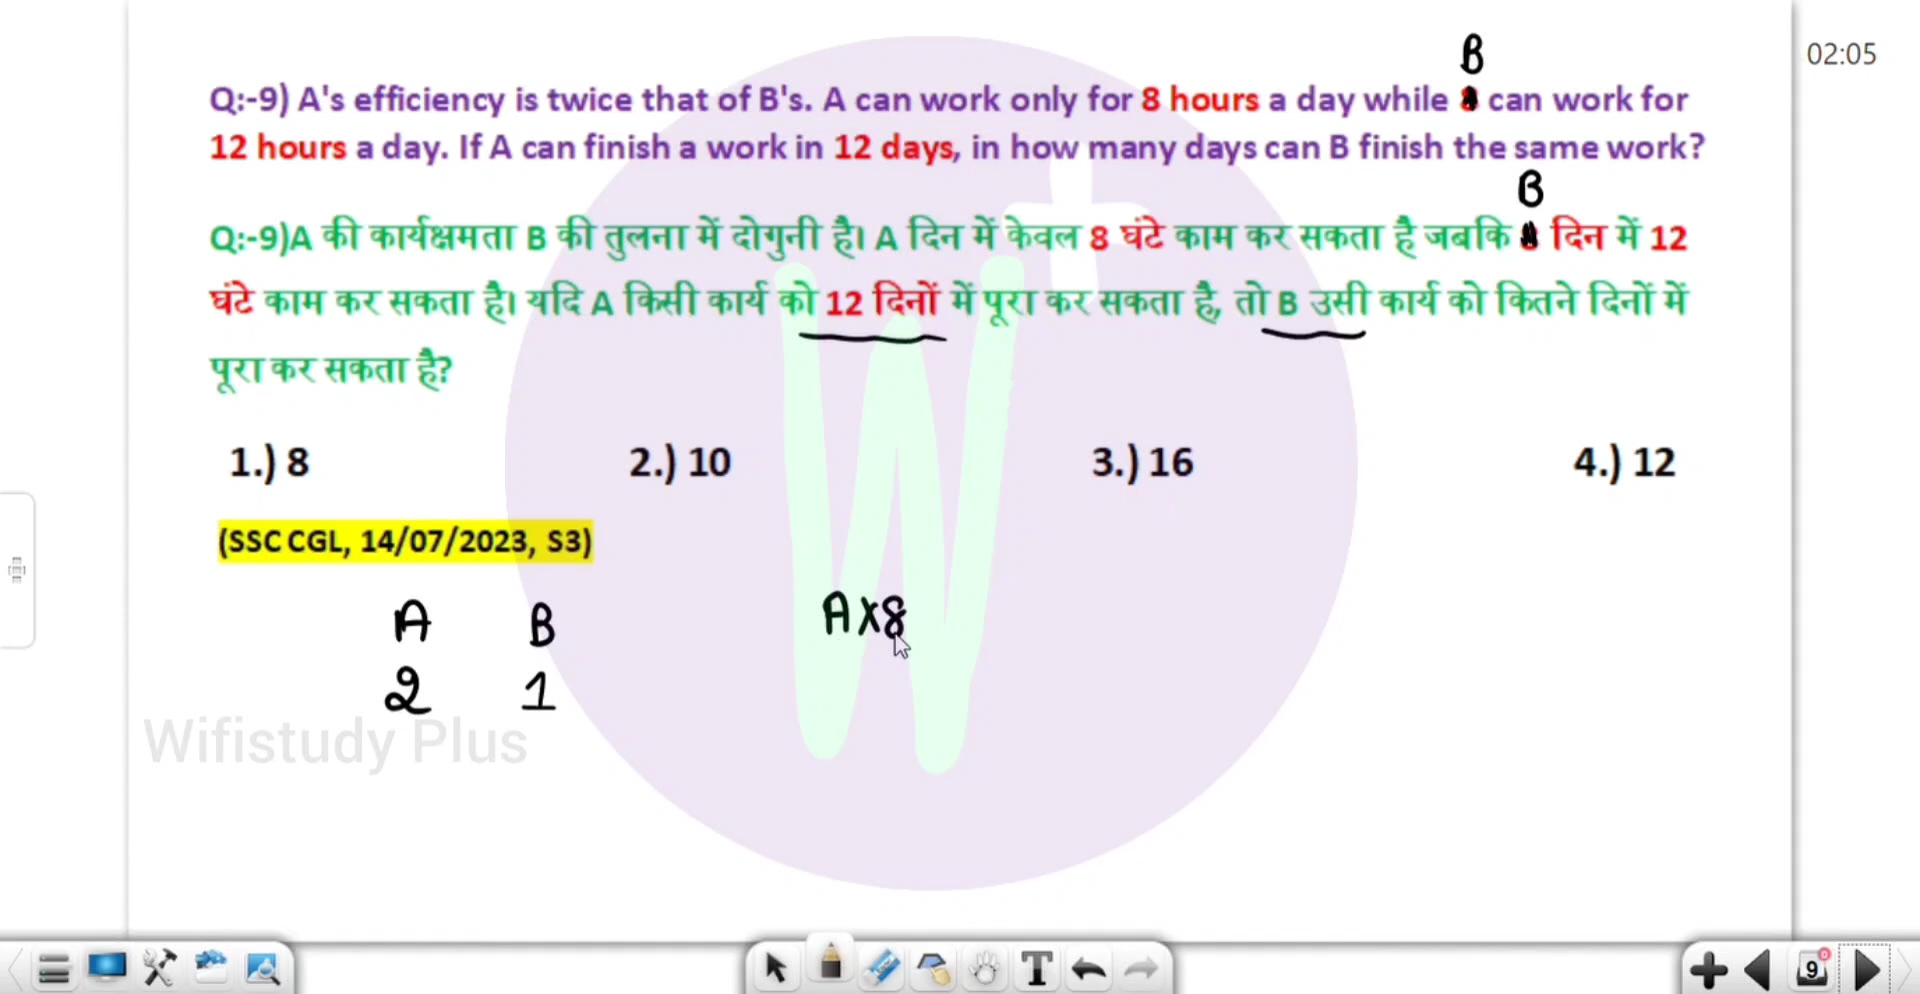 02:05
B
Q:-9) A's efficiency is twice that of B's. A can work only for 8 hours a day while can work for
12 hours a day. If A can finish a work in 12 days, in how many days can B finish the same work?
B
Q:-9)A की कार्यक्षमता B की तुलना में दोगुनी है। A दिन में केवल 8 घंटे काम कर सकता है जबकि दिन में 12
घंटे काम कर सकता है। यदि A किसी कार्य को 12 दिनों में पूरा कर सकता है, तो B उसी कार्य को कितने दिनों में
पूरा कर सकता है?
1.) 8 2.) 10 3.) 16 4.) 12
(SSC CGL, 14/07/2023, S3)
A B A×8
2 1
Wifistudy Plus
T 9 0